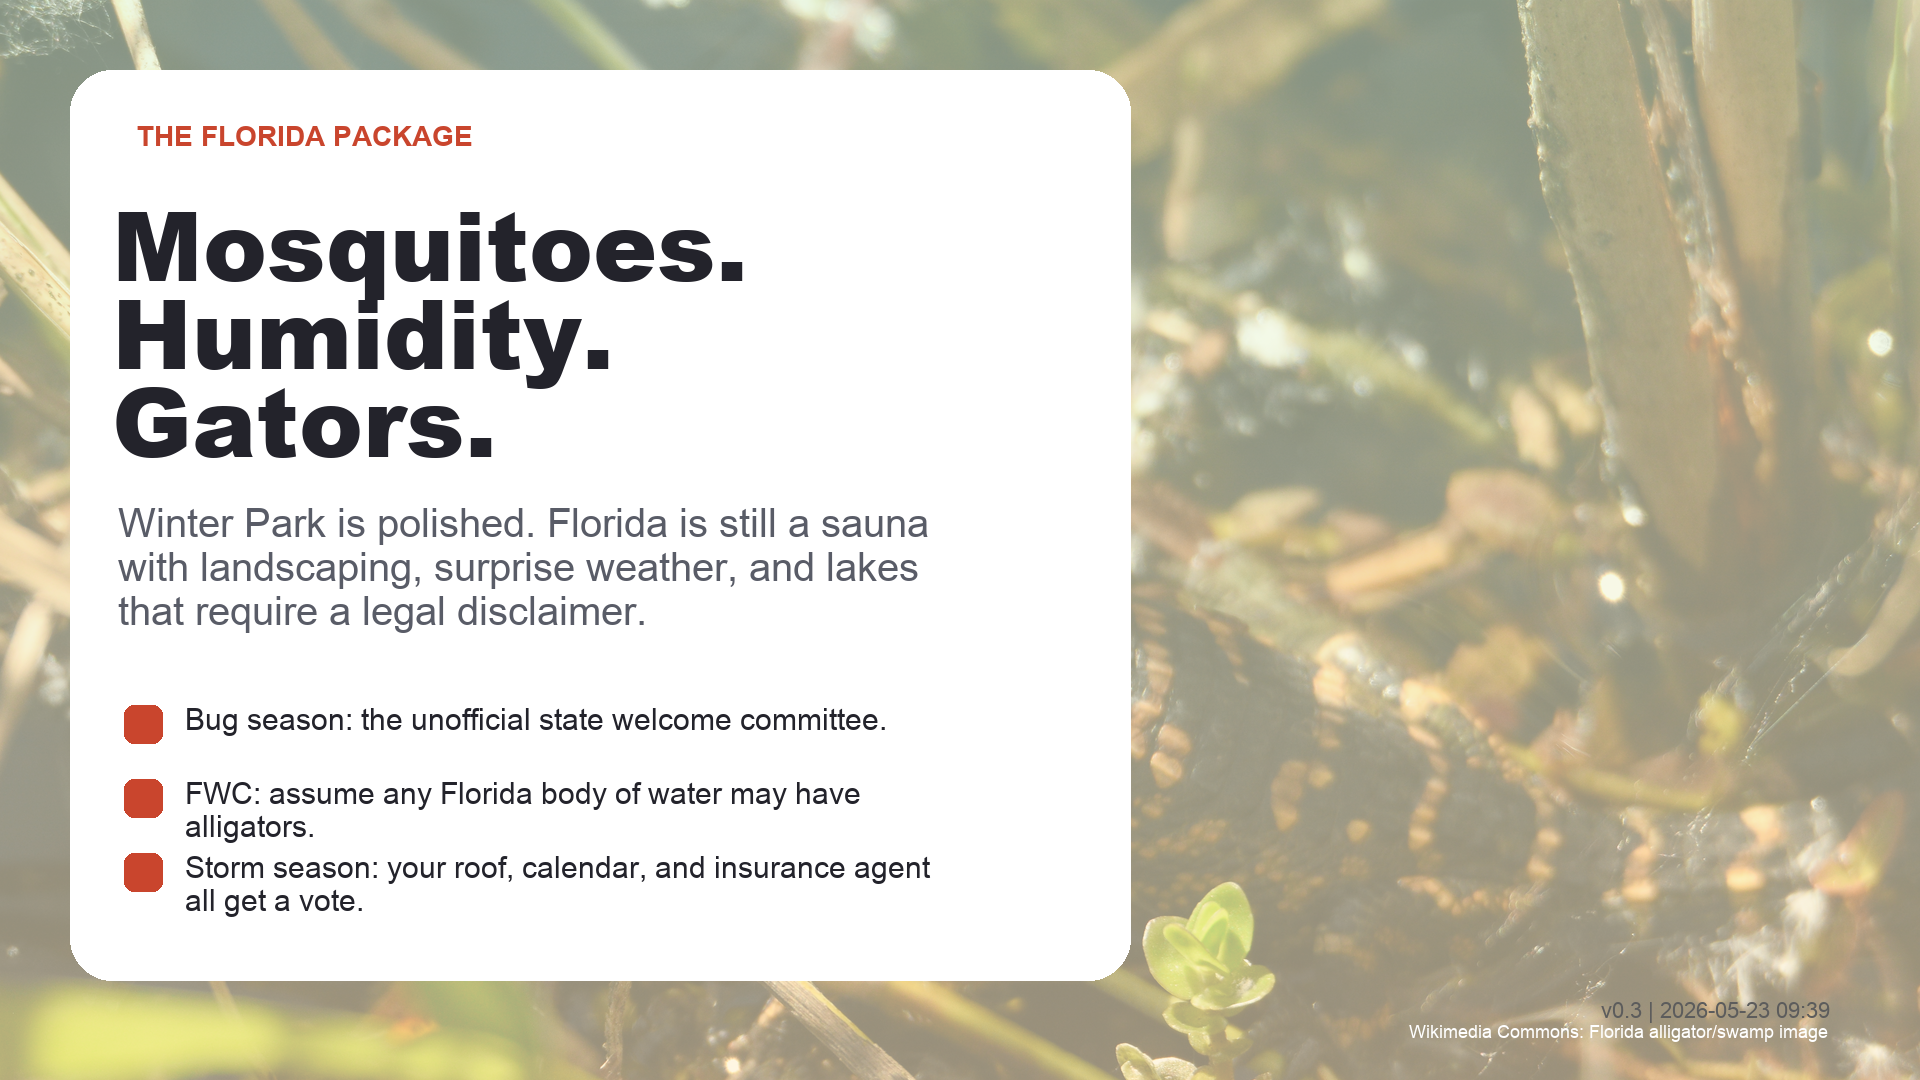 THE FLORIDA PACKAGE
Mosquitoes.
Humidity.
Gators.
Winter Park is polished. Florida is still a sauna
with landscaping, surprise weather, and lakes
that require a legal disclaimer.
Bug season: the unofficial state welcome committee.
FWC: assume any Florida body of water may have
alligators.
Storm season: your roof, calendar, and insurance agent
all get a vote.
v0.3 | 2026-05-23 09:39
Wikimedia Commons: Florida alligator/swamp image